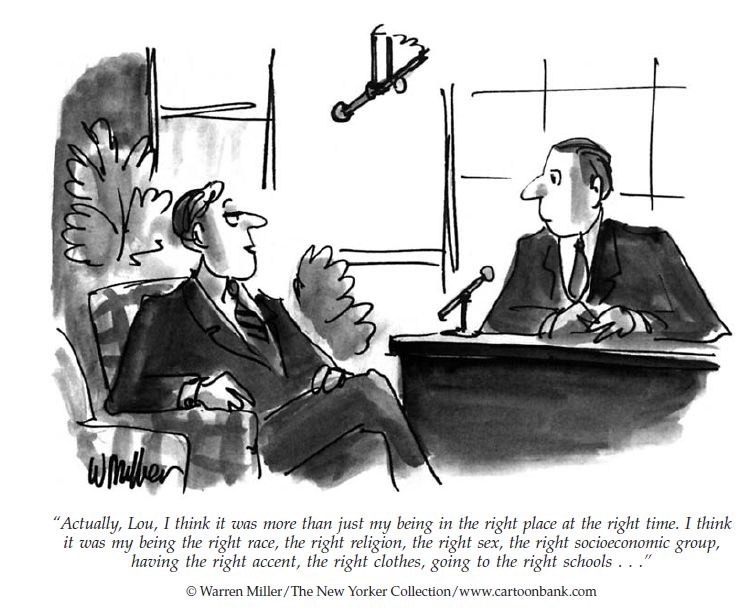 W Miller
“Actually, Lou, I think it was more than just my being in the right place at the right time. I think
it was my being the right race, the right religion, the right sex, the right socioeconomic group,
having the right accent, the right clothes, going to the right schools . . .”
© Warren Miller/The New Yorker Collection/www.cartoonbank.com